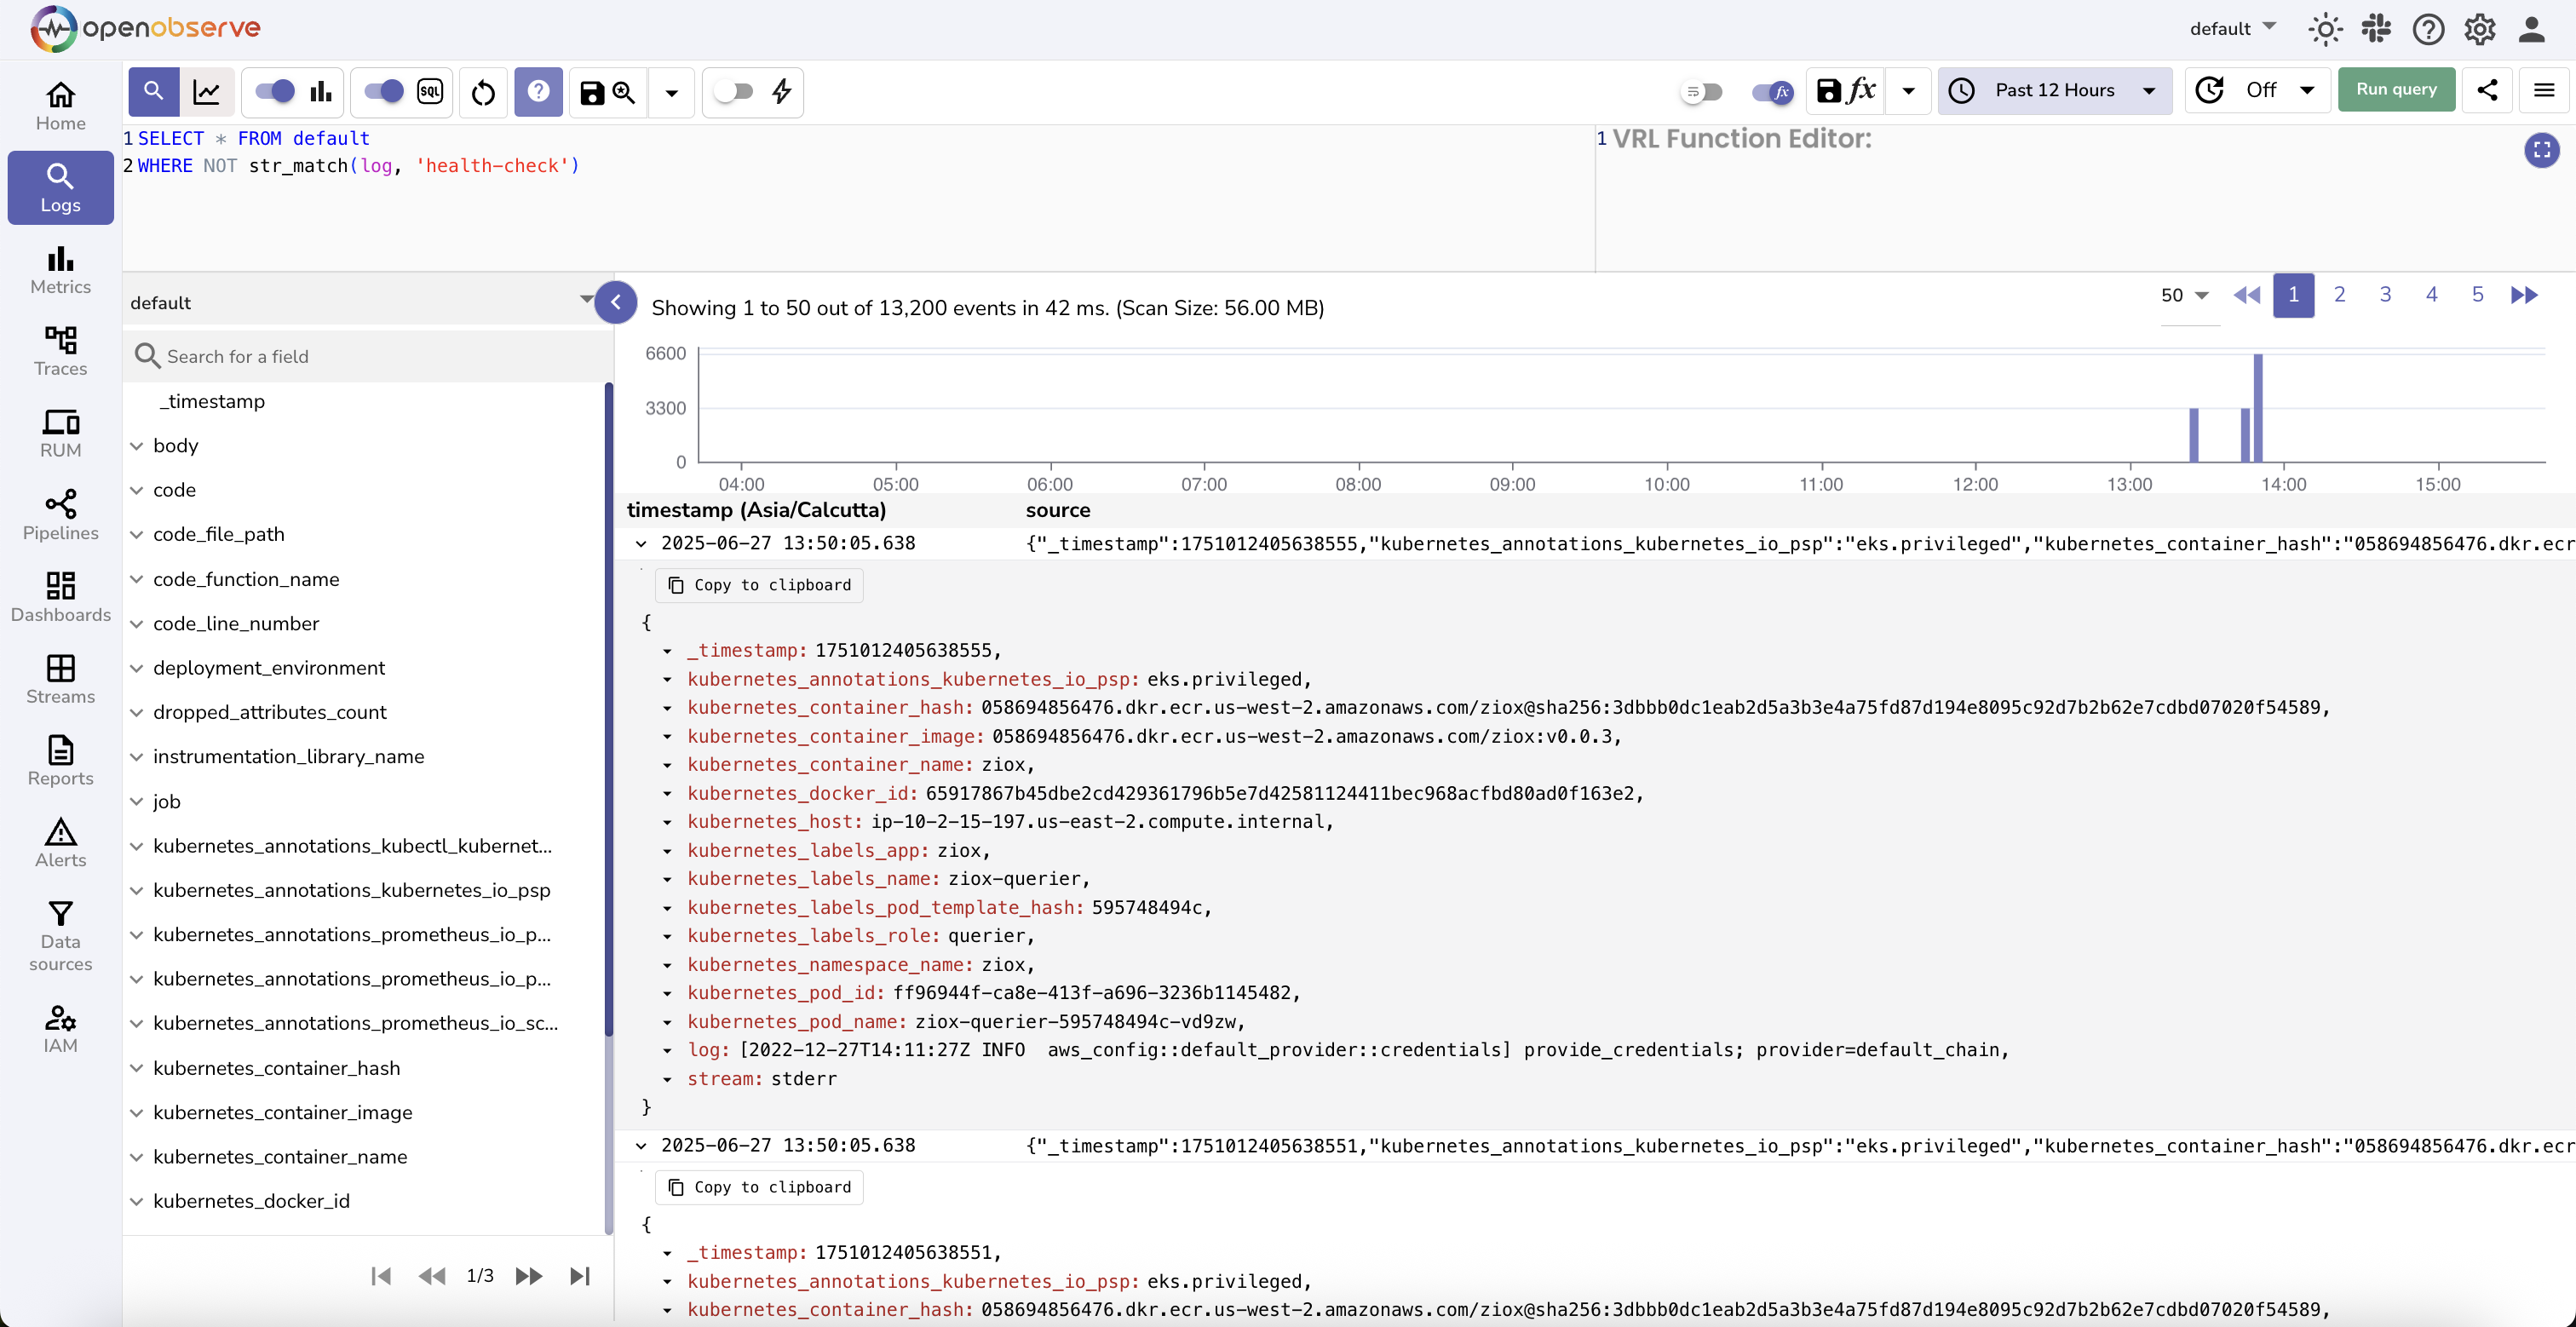 openobserve
default
Home
Logs
Metrics
Traces
RUM
Pipelines
Dashboards
Streams
Reports
Alerts
Data
sources
IAM
SQL
fx
fx
Past 12 Hours
Off
Run query
1 SELECT * FROM default
2 WHERE NOT str_match(log, 'health-check')
1 VRL Function Editor:
default
Search for a field
_timestamp
body
code
code_file_path
code_function_name
code_line_number
deployment_environment
dropped_attributes_count
instrumentation_library_name
job
kubernetes_annotations_kubectl_kubernet...
kubernetes_annotations_kubernetes_io_psp
kubernetes_annotations_prometheus_io_p...
kubernetes_annotations_prometheus_io_p...
kubernetes_annotations_prometheus_io_sc...
kubernetes_container_hash
kubernetes_container_image
kubernetes_container_name
kubernetes_docker_id
1/3
Showing 1 to 50 out of 13,200 events in 42 ms. (Scan Size: 56.00 MB)
50 1 2 3 4 5
6600
3300
0
04:00 05:00 06:00 07:00 08:00 09:00 10:00 11:00 12:00 13:00 14:00 15:00
timestamp (Asia/Calcutta) source
2025-06-27 13:50:05.638 {"_timestamp":1751012405638555,"kubernetes_annotations_kubernetes_io_psp":"eks.privileged","kubernetes_container_hash":"058694856476.dkr.ecr
Copy to clipboard
{
_timestamp: 1751012405638555,
kubernetes_annotations_kubernetes_io_psp: eks.privileged,
kubernetes_container_hash: 058694856476.dkr.ecr.us-west-2.amazonaws.com/ziox@sha256:3dbbb0dc1eab2d5a3b3e4a75fd87d194e8095c92d7b2b62e7cdbd07020f54589,
kubernetes_container_image: 058694856476.dkr.ecr.us-west-2.amazonaws.com/ziox:v0.0.3,
kubernetes_container_name: ziox,
kubernetes_docker_id: 65917867b45dbe2cd429361796b5e7d42581124411bec968acfbd80ad0f163e2,
kubernetes_host: ip-10-2-15-197.us-east-2.compute.internal,
kubernetes_labels_app: ziox,
kubernetes_labels_name: ziox-querier,
kubernetes_labels_pod_template_hash: 595748494c,
kubernetes_labels_role: querier,
kubernetes_namespace_name: ziox,
kubernetes_pod_id: ff96944f-ca8e-413f-a696-3236b1145482,
kubernetes_pod_name: ziox-querier-595748494c-vd9zw,
log: [2022-12-27T14:11:27Z INFO  aws_config::default_provider::credentials] provide_credentials; provider=default_chain,
stream: stderr
}
2025-06-27 13:50:05.638 {"_timestamp":1751012405638551,"kubernetes_annotations_kubernetes_io_psp":"eks.privileged","kubernetes_container_hash":"058694856476.dkr.ecr
Copy to clipboard
{
_timestamp: 1751012405638551,
kubernetes_annotations_kubernetes_io_psp: eks.privileged,
kubernetes_container_hash: 058694856476.dkr.ecr.us-west-2.amazonaws.com/ziox@sha256:3dbbb0dc1eab2d5a3b3e4a75fd87d194e8095c92d7b2b62e7cdbd07020f54589,